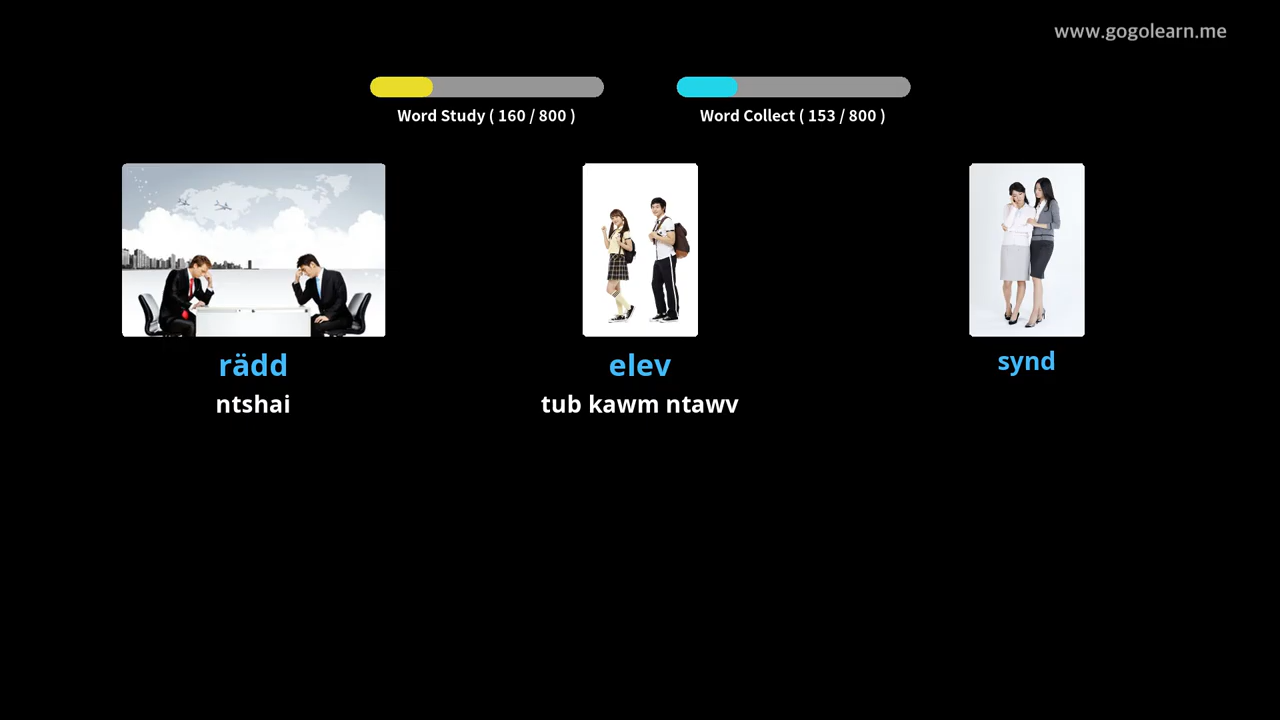 www.gogolearn.me
Word Study ( 160 / 800 )
Word Collect ( 153 / 800 )
rädd
elev
synd
ntshai
tub kawm ntawv